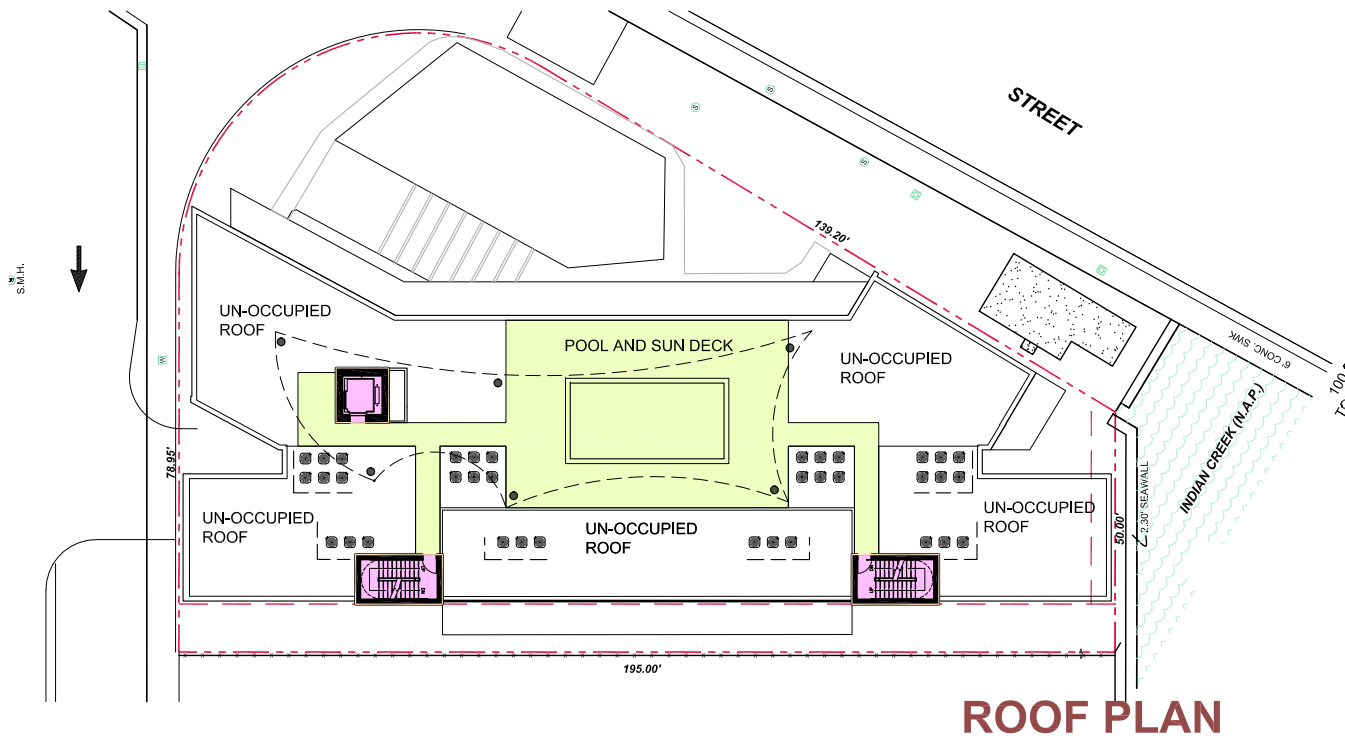 STREET
S.M.H.
139.20'
UN-OCCUPIED
ROOF
POOL AND SUN DECK
UN-OCCUPIED
ROOF
6' CONC. SWK
INDIAN CREEK (N.A.P.)
78.95'
UN-OCCUPIED
ROOF
UN-OCCUPIED
ROOF
UN-OCCUPIED
ROOF
50.00'
2.30' SEAWALL
195.00'
ROOF PLAN
S
S
S
W